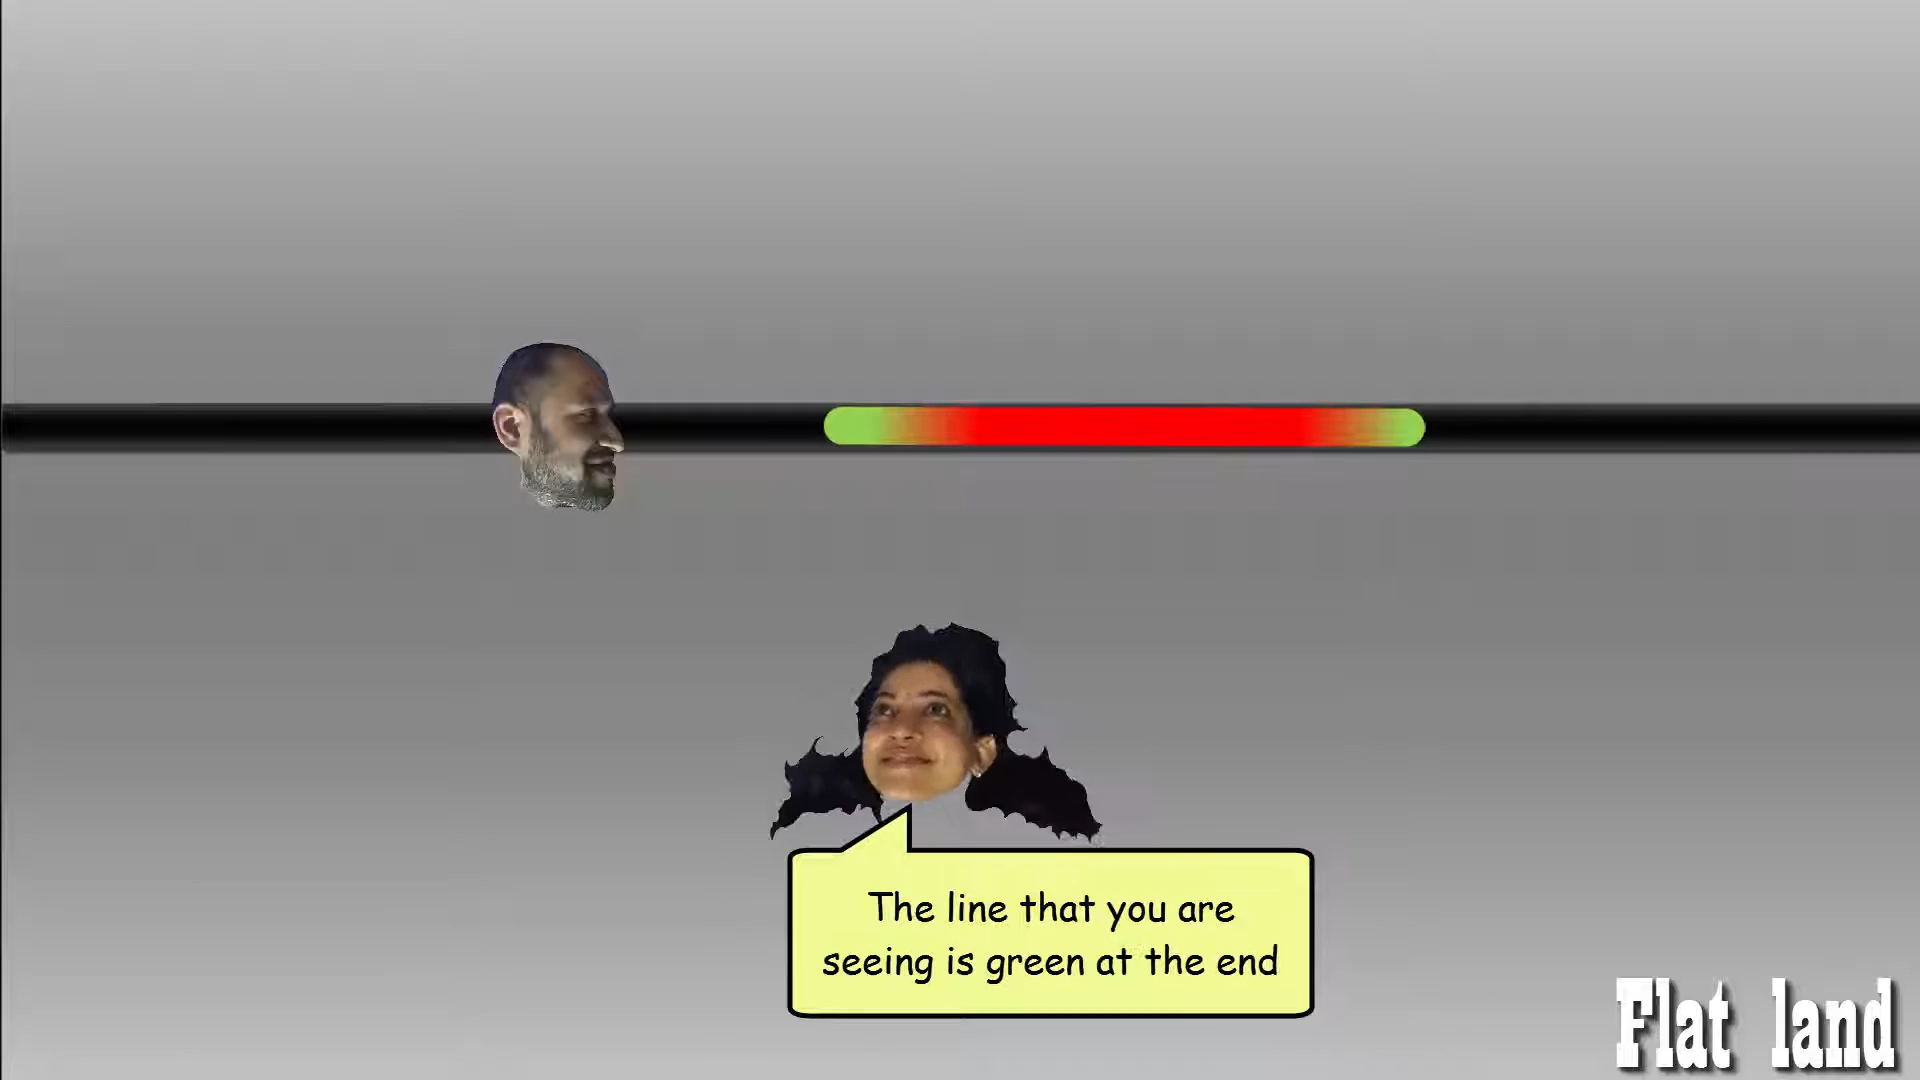 The line that you are
seeing is green at the end
Flat land